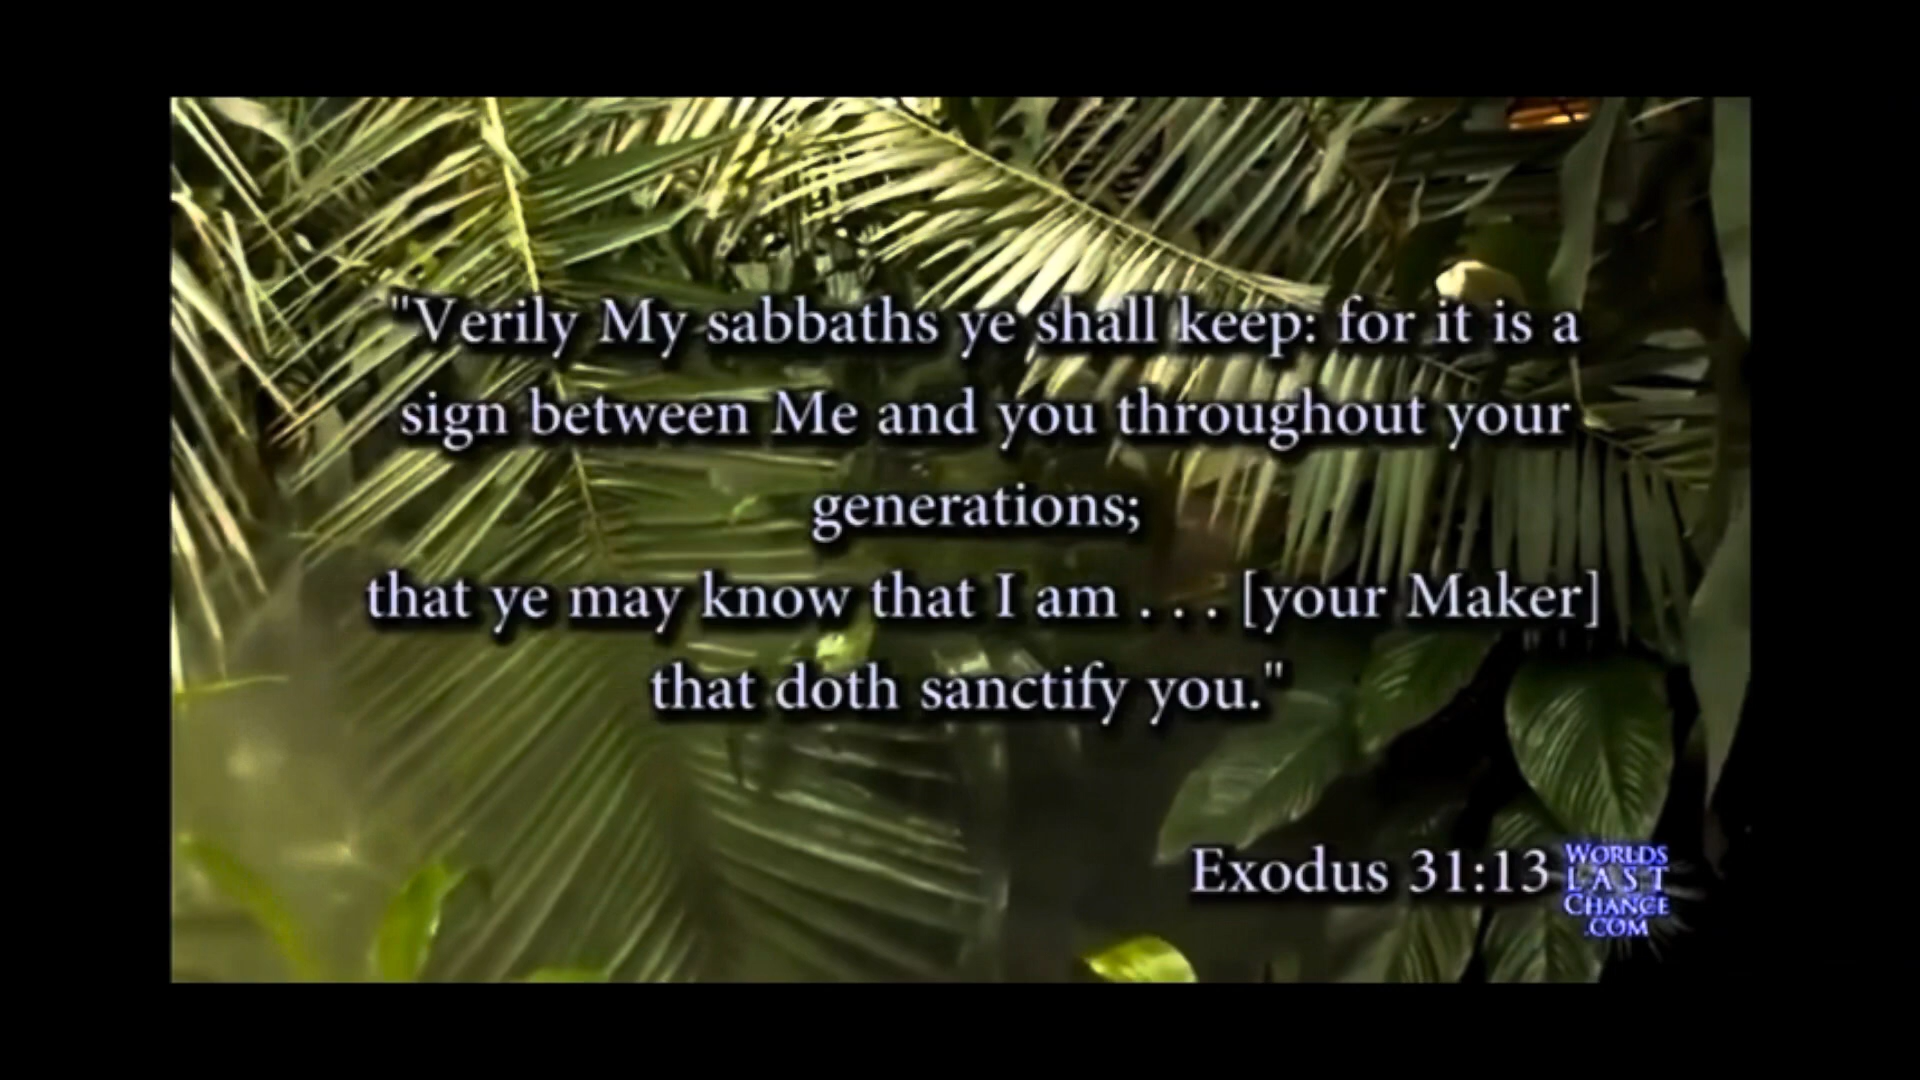 "Verily My sabbaths ye shall keep: for it is a
sign between Me and you throughout your
generations;
that ye may know that I am . . . [your Maker]
that doth sanctify you."
Exodus 31:13
WORLDS
LAST
CHANCE
.COM